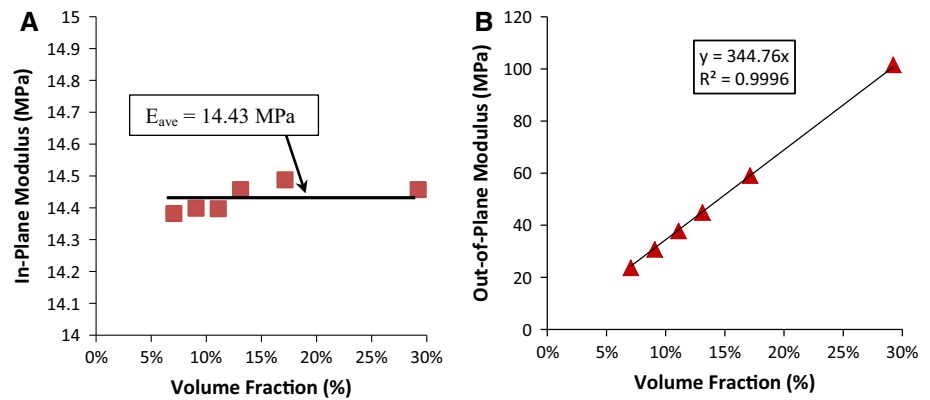 A
In-Plane Modulus (MPa)
15
14.9
14.8
14.7
14.6
14.5
14.4
14.3
14.2
14.1
14
E_ave = 14.43 MPa
0% 5% 10% 15% 20% 25% 30%
Volume Fraction (%)
B
Out-of-Plane Modulus (MPa)
120
100
80
60
40
20
0
y = 344.76x
R² = 0.9996
0% 5% 10% 15% 20% 25% 30%
Volume Fraction (%)